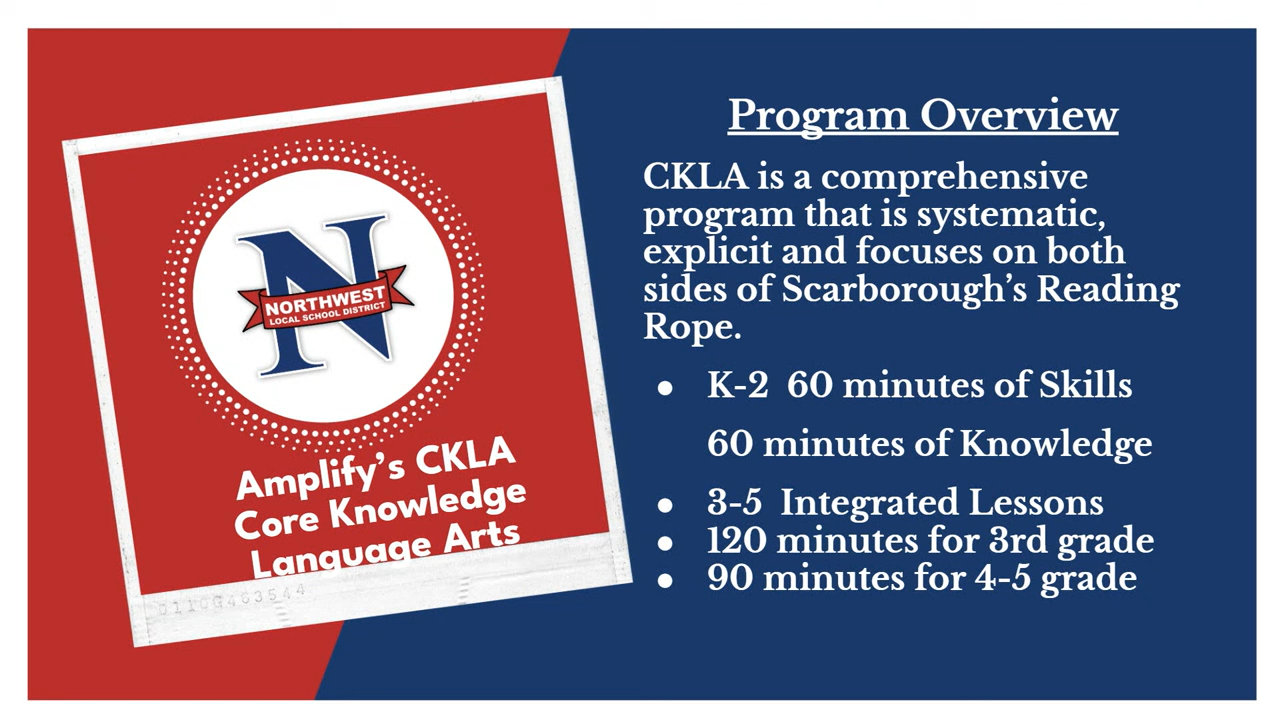 Program Overview
CKLA is a comprehensive
program that is systematic,
explicit and focuses on both
sides of Scarborough's Reading
Rope.
● K-2 60 minutes of Skills
60 minutes of Knowledge
● 3-5 Integrated Lessons
● 120 minutes for 3rd grade
● 90 minutes for 4-5 grade
N
NORTHWEST
LOCAL SCHOOL DISTRICT
Amplify's CKLA
Core Knowledge
Language Arts
0110G463544